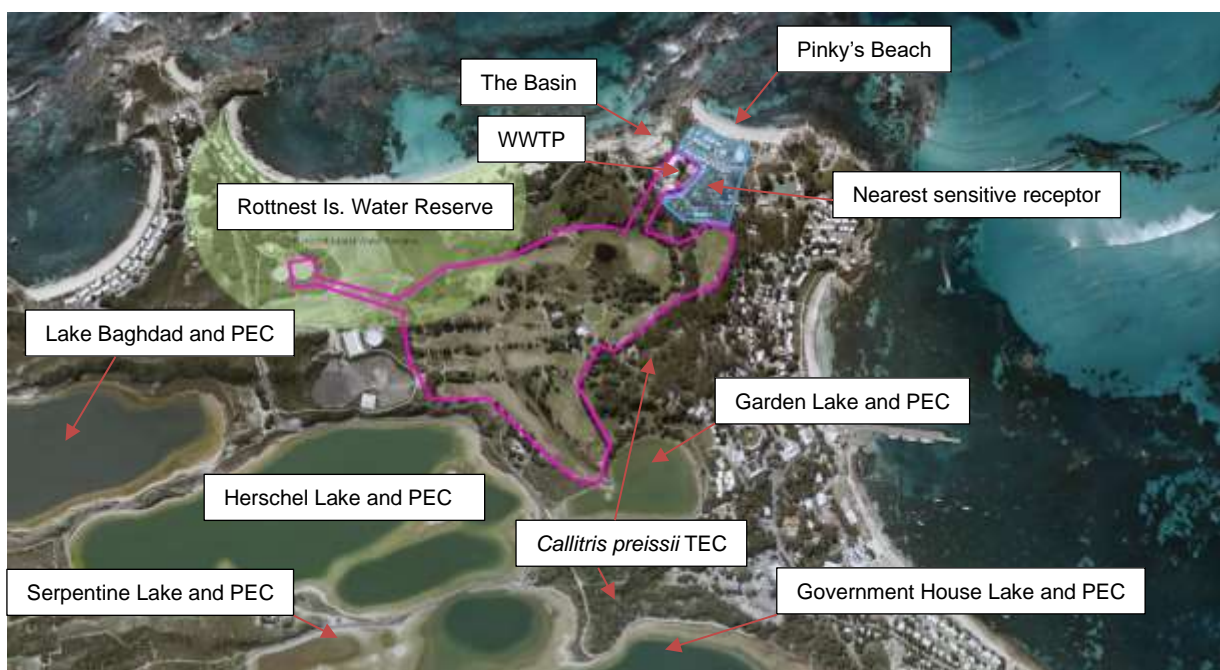 Pinky's Beach
The Basin
WWTP
Nearest sensitive receptor
Rottnest Is. Water Reserve
Lake Baghdad and PEC
Garden Lake and PEC
Herschel Lake and PEC
Callitris preissii TEC
Serpentine Lake and PEC
Government House Lake and PEC